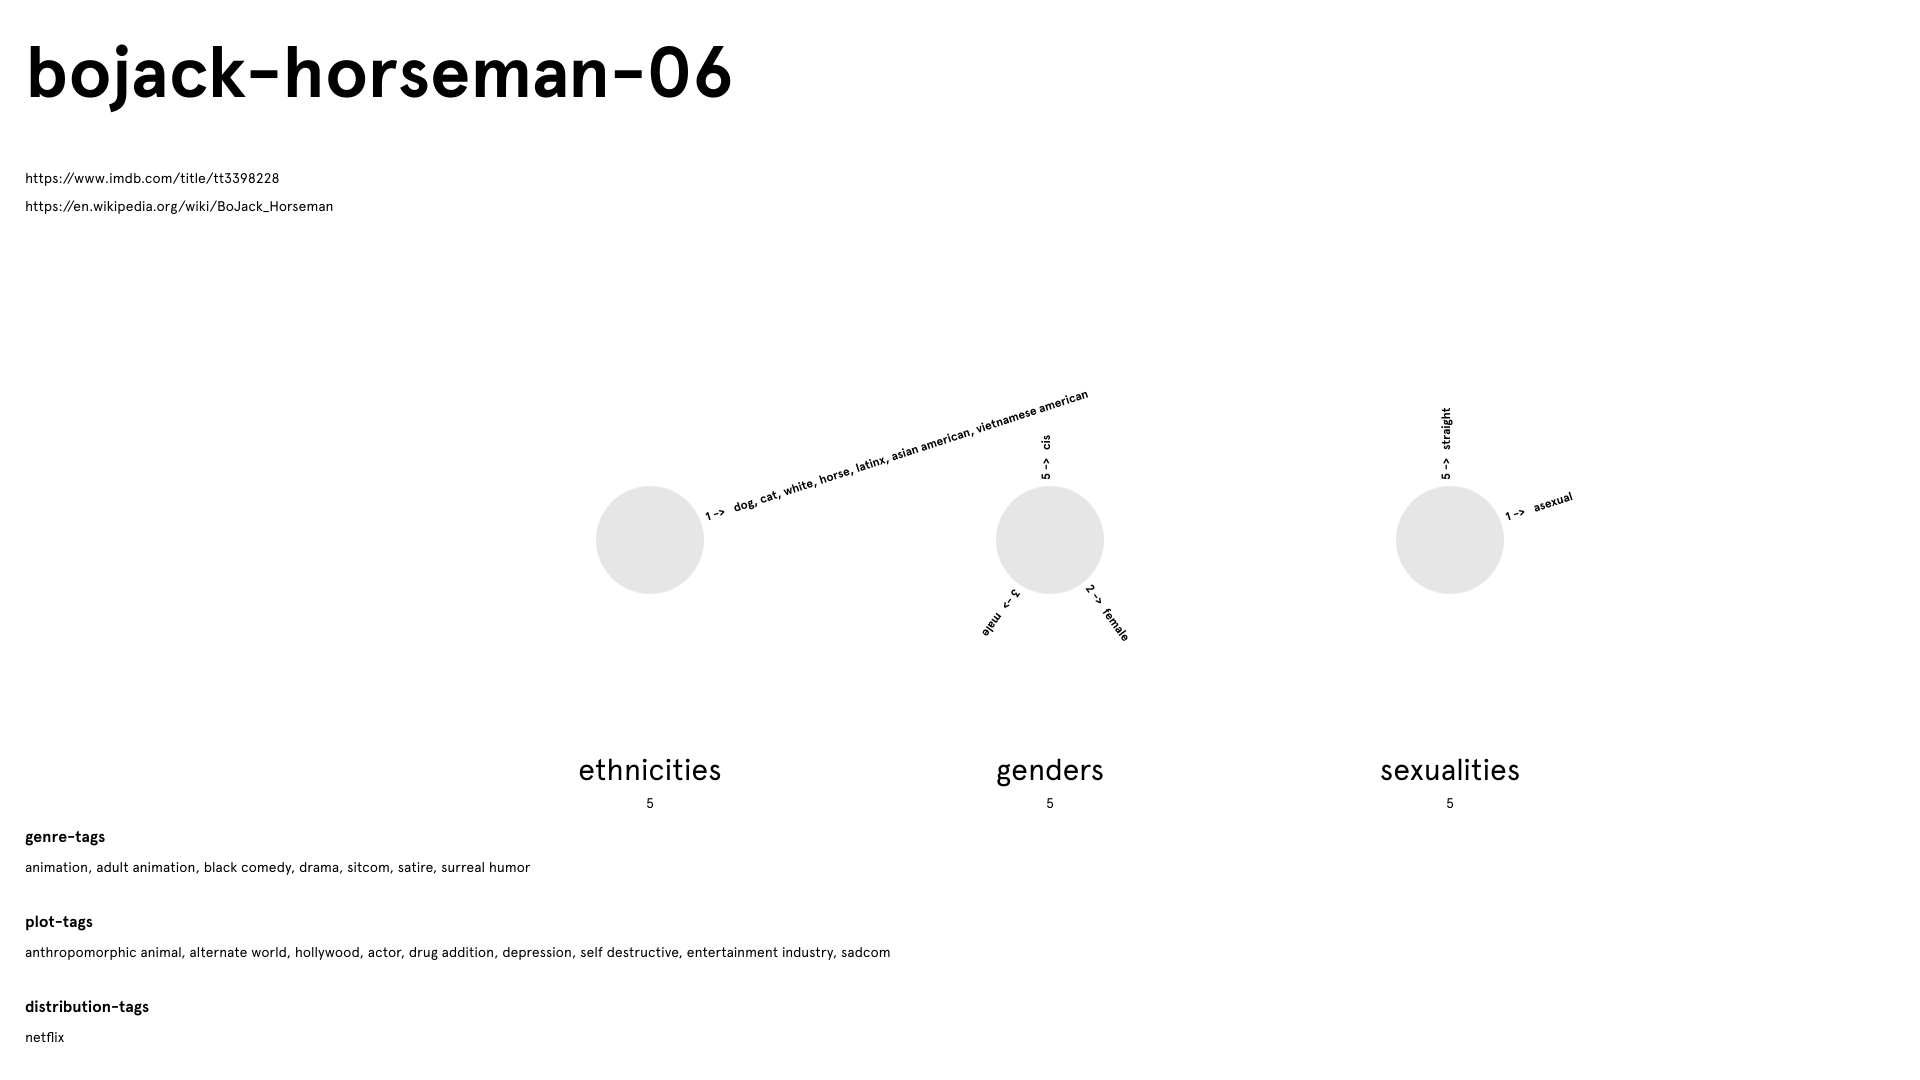 bojack-horseman-06
https://www.imdb.com/title/tt3398228
https://en.wikipedia.org/wiki/BoJack_Horseman
1 -> dog, cat, white, horse, latinx, asian american, vietnamese american
5 -> cis
2 -> female
3 -> male
5 -> straight
1 -> asexual
ethnicities
5
genders
5
sexualities
5
genre-tags
animation, adult animation, black comedy, drama, sitcom, satire, surreal humor
plot-tags
anthropomorphic animal, alternate world, hollywood, actor, drug addition, depression, self destructive, entertainment industry, sadcom
distribution-tags
netflix